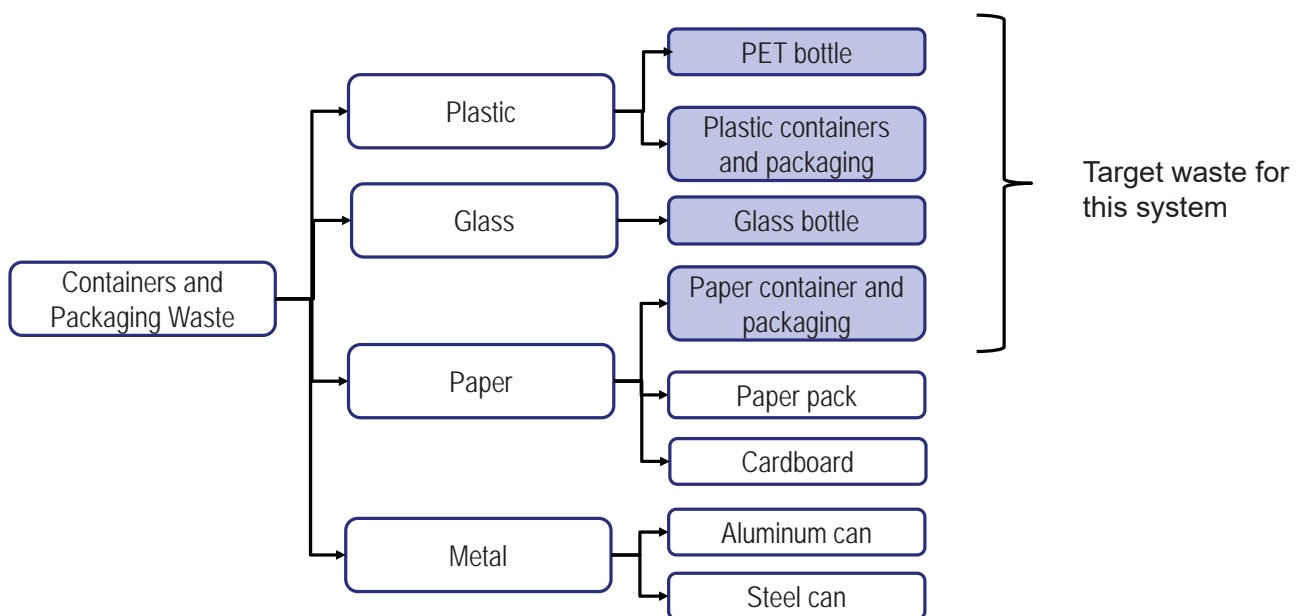 Containers and
Packaging Waste
Plastic
Glass
Paper
Metal
PET bottle
Plastic containers
and packaging
Glass bottle
Paper container and
packaging
Paper pack
Cardboard
Aluminum can
Steel can
Target waste for
this system